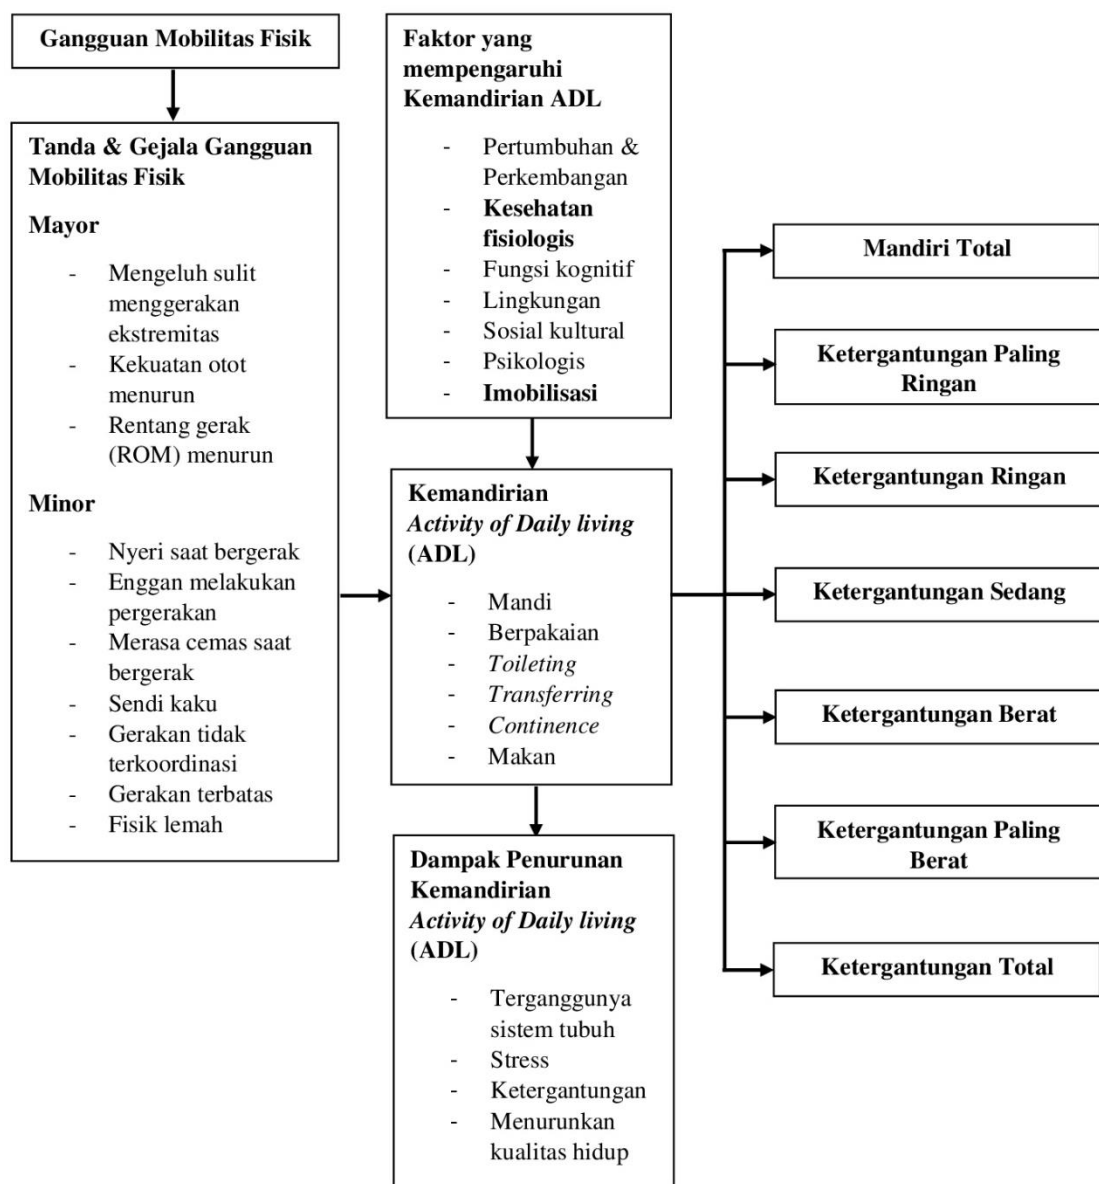 Gangguan Mobilitas Fisik
Tanda & Gejala Gangguan
Mobilitas Fisik
Mayor
- Mengeluh sulit
menggerakan
ekstremitas
- Kekuatan otot
menurun
- Rentang gerak
(ROM) menurun
Minor
- Nyeri saat bergerak
- Enggan melakukan
pergerakan
- Merasa cemas saat
bergerak
- Sendi kaku
- Gerakan tidak
terkoordinasi
- Gerakan terbatas
- Fisik lemah
Faktor yang
mempengaruhi
Kemandirian ADL
- Pertumbuhan &
Perkembangan
- Kesehatan
fisiologis
- Fungsi kognitif
- Lingkungan
- Sosial kultural
- Psikologis
- Imobilisasi
Kemandirian
Activity of Daily living
(ADL)
- Mandi
- Berpakaian
- Toileting
- Transferring
- Continence
- Makan
Dampak Penurunan
Kemandirian
Activity of Daily living
(ADL)
- Terganggunya
sistem tubuh
- Stress
- Ketergantungan
- Menurunkan
kualitas hidup
Mandiri Total
Ketergantungan Paling
Ringan
Ketergantungan Ringan
Ketergantungan Sedang
Ketergantungan Berat
Ketergantungan Paling
Berat
Ketergantungan Total